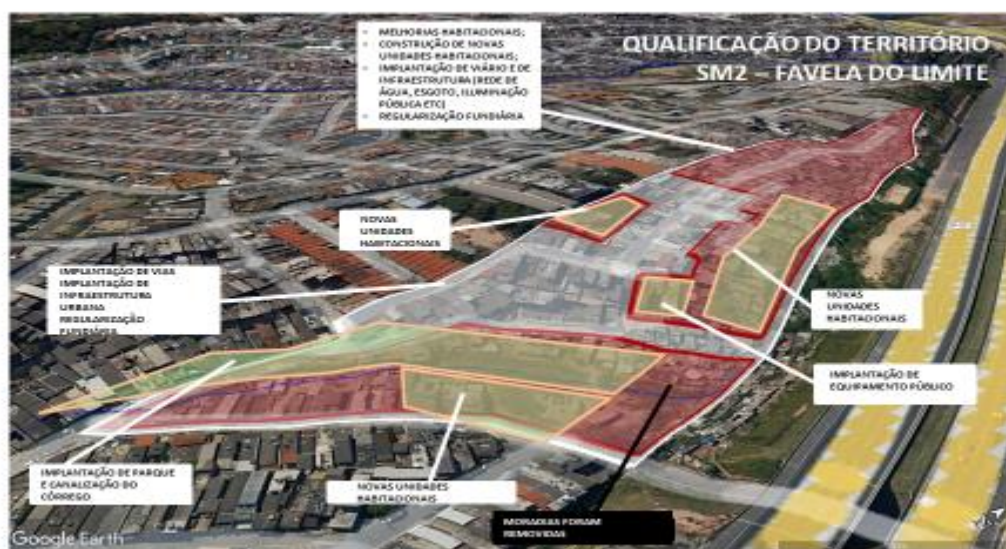 • MELHORIAS HABITACIONAIS;
• CONSTRUÇÃO DE NOVAS
UNIDADES HABITACIONAIS;
• IMPLANTAÇÃO DE VIÁRIO E DE
INFRAESTRUTURA (REDE DE
ÁGUA, ESGOTO, ILUMINAÇÃO
PÚBLICA ETC)
• REGULARIZAÇÃO FUNDIÁRIA
QUALIFICAÇÃO DO TERRITÓRIO
SM2 – FAVELA DO LIMITE
NOVAS
UNIDADES
HABITACIONAIS
IMPLANTAÇÃO DE VIAS
IMPLANTAÇÃO DE
INFRAESTRUTURA
URBANA
REGULARIZAÇÃO
FUNDIÁRIA
NOVAS
UNIDADES
HABITACIONAIS
IMPLANTAÇÃO DE
EQUIPAMENTO PÚBLICO
IMPLANTAÇÃO DE PARQUE
E CANALIZAÇÃO DO
CÓRREGO
NOVAS UNIDADES
HABITACIONAIS
MORADIAS FORAM
REMOVIDAS
Google Earth